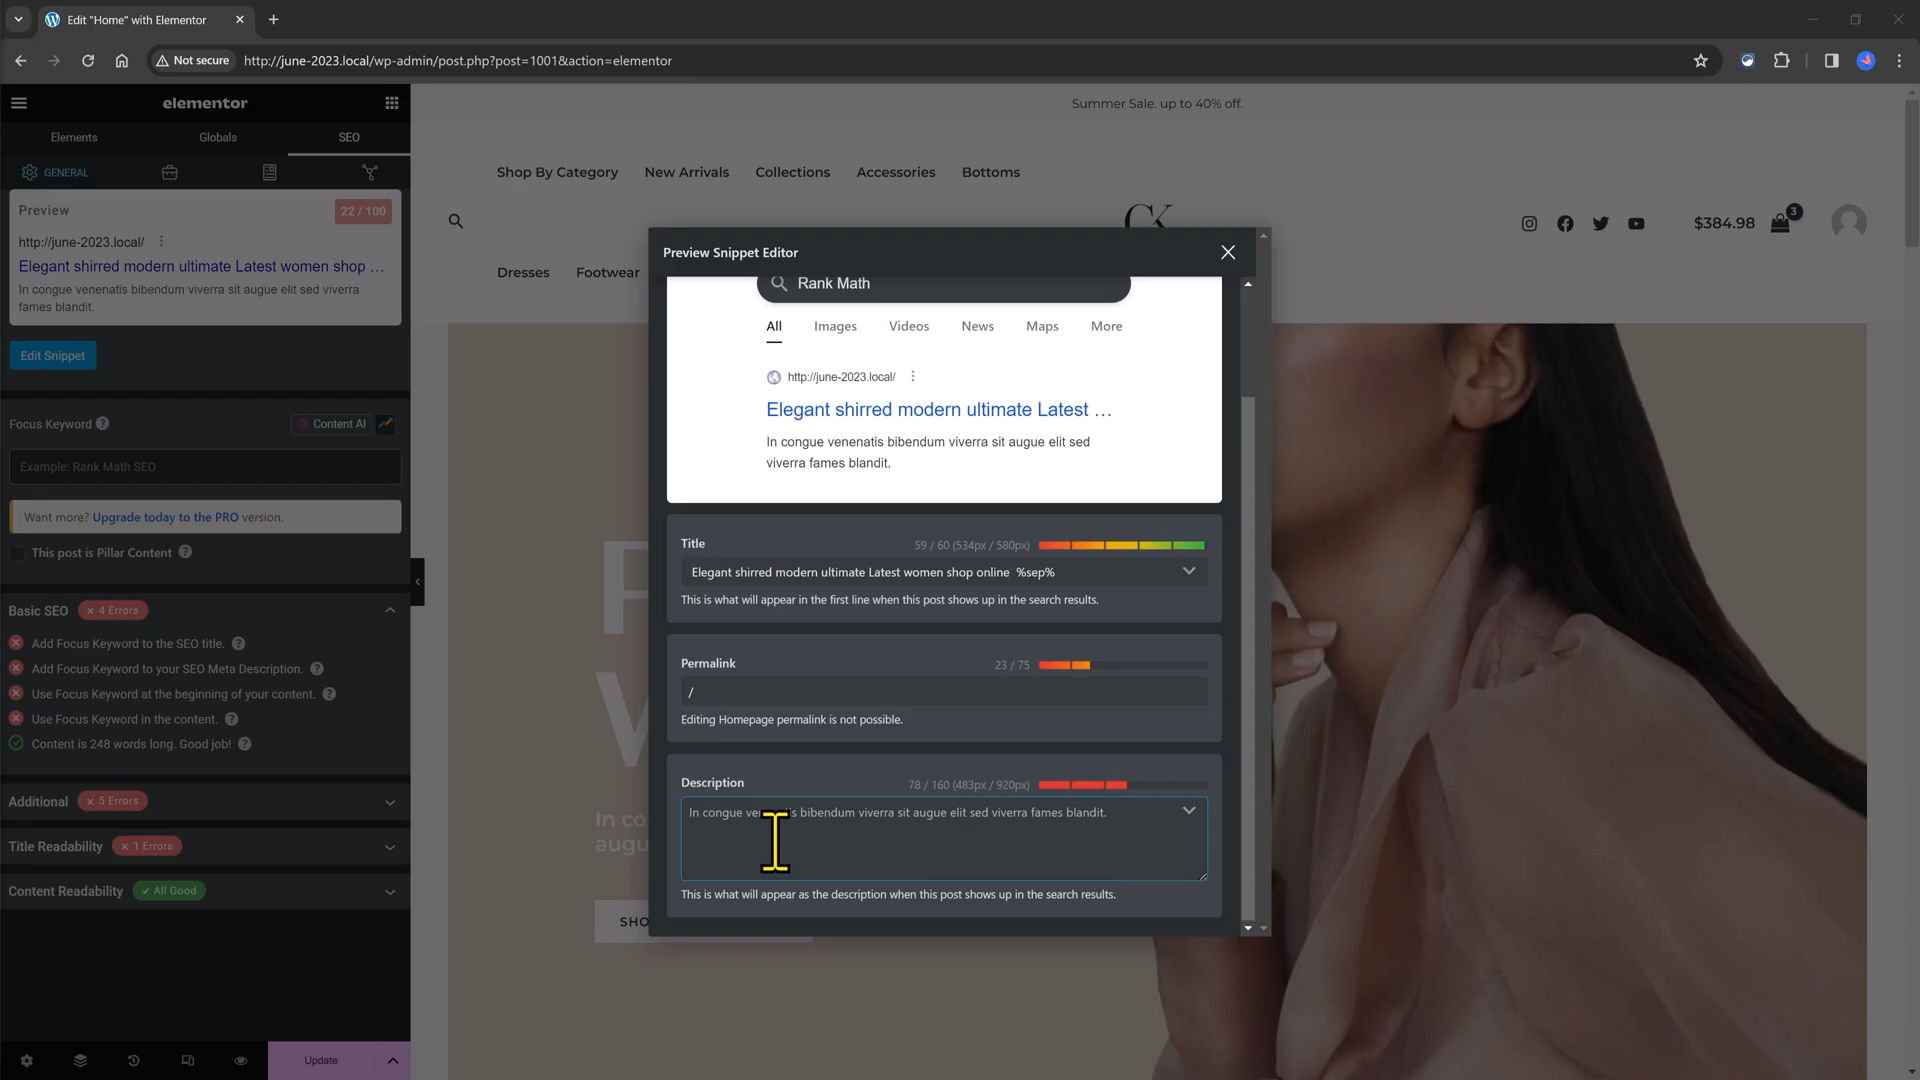 Edit "Home" with Elementor
Not secure
http://june-2023.local/wp-admin/post.php?post=1001&action=elementor
elementor
Elements
Globals
SEO
GENERAL
Preview
22 / 100
http://june-2023.local/
Elegant shirred modern ultimate Latest women shop …
In congue venenatis bibendum viverra sit augue elit sed viverra
fames blandit.
Edit Snippet
Focus Keyword
Content AI
Example: Rank Math SEO
Want more? Upgrade today to the PRO version.
This post is Pillar Content
Basic SEO
× 4 Errors
Add Focus Keyword to the SEO title.
Add Focus Keyword to your SEO Meta Description.
Use Focus Keyword at the beginning of your content.
Use Focus Keyword in the content.
Content is 248 words long. Good job!
Additional
× 5 Errors
Title Readability
× 1 Errors
Content Readability
✓ All Good
Update
Summer Sale. up to 40% off.
Shop By Category
New Arrivals
Collections
Accessories
Bottoms
CK
$384.98
3
Dresses
Footwear
Preview Snippet Editor
Rank Math
All
Images
Videos
News
Maps
More
http://june-2023.local/
Elegant shirred modern ultimate Latest …
In congue venenatis bibendum viverra sit augue elit sed
viverra fames blandit.
Title
59 / 60 (534px / 580px)
Elegant shirred modern ultimate Latest women shop online %sep%
This is what will appear in the first line when this post shows up in the search results.
Permalink
23 / 75
/
Editing Homepage permalink is not possible.
Description
78 / 160 (483px / 920px)
In congue venenatis bibendum viverra sit augue elit sed viverra fames blandit.
This is what will appear as the description when this post shows up in the search results.
F
W
In co
augu
SHO